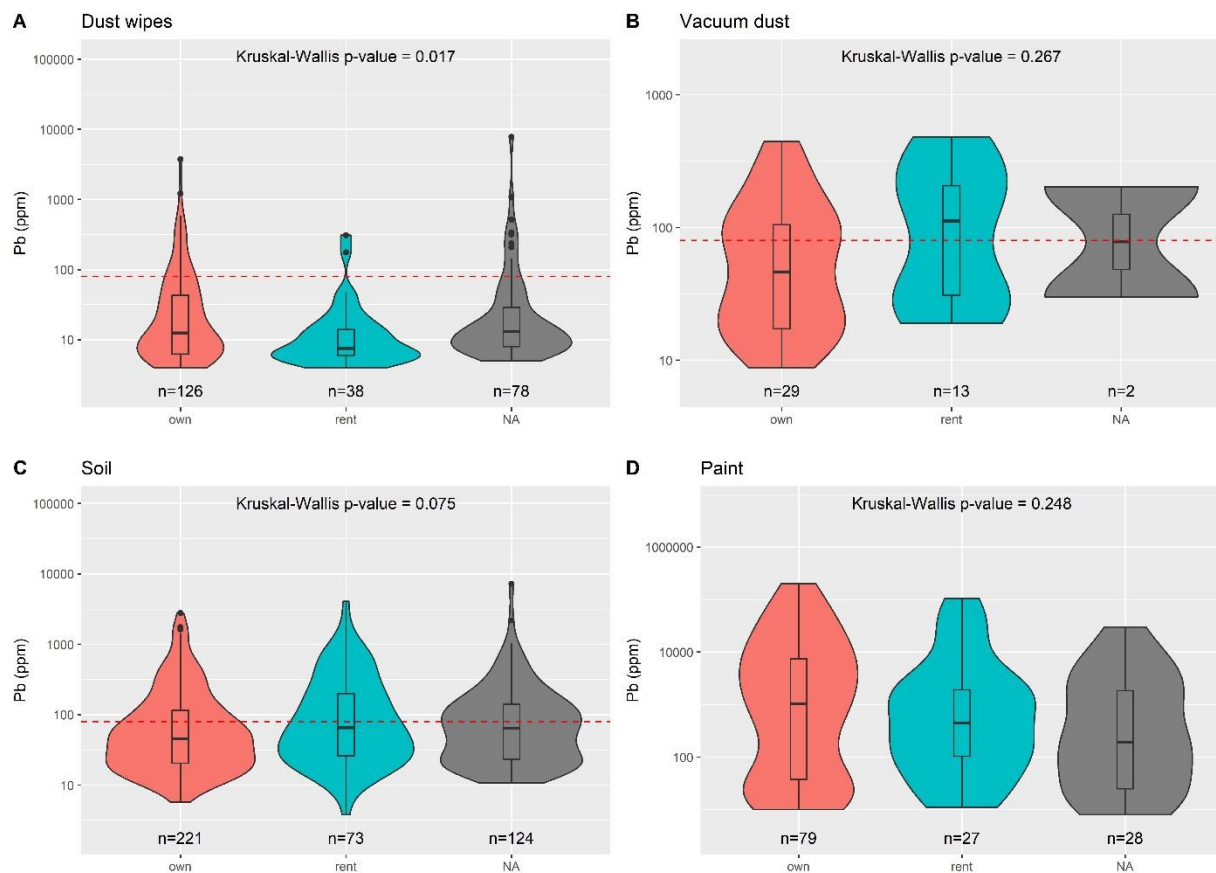 A Dust wipes
Kruskal-Wallis p-value = 0.017
100000
10000
1000
100
10
Pb (ppm)
n=126 n=38 n=78
own rent NA
B Vacuum dust
Kruskal-Wallis p-value = 0.267
1000
100
10
Pb (ppm)
n=29 n=13 n=2
own rent NA
C Soil
Kruskal-Wallis p-value = 0.075
100000
10000
1000
100
10
Pb (ppm)
n=221 n=73 n=124
own rent NA
D Paint
Kruskal-Wallis p-value = 0.248
1000000
10000
100
Pb (ppm)
n=79 n=27 n=28
own rent NA